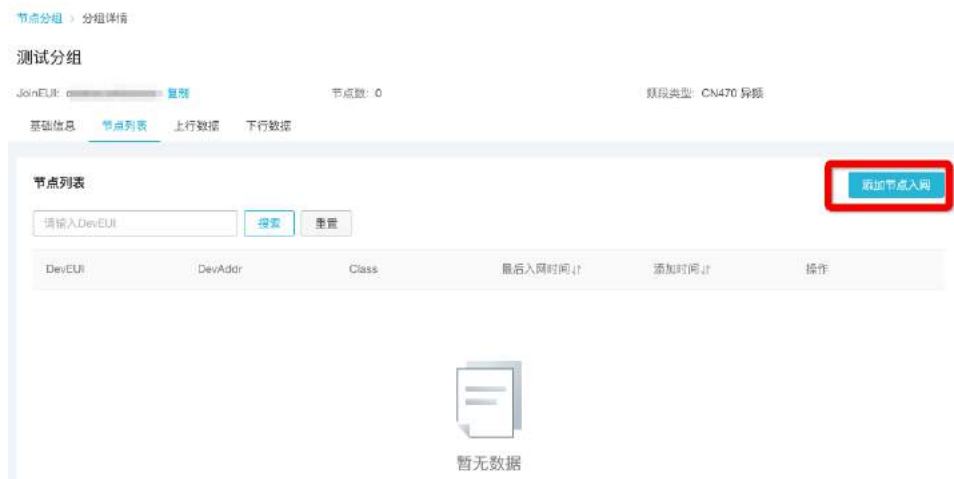 节点分组 > 分组详情
测试分组
JoinEUI: 复制 节点数: 0 频段类型: CN470 异频
基础信息 节点列表 上行数据 下行数据
节点列表 添加节点入网
请输入DevEUI 搜索 重置
DevEUI DevAddr Class 最后入网时间 添加时间 操作
暂无数据